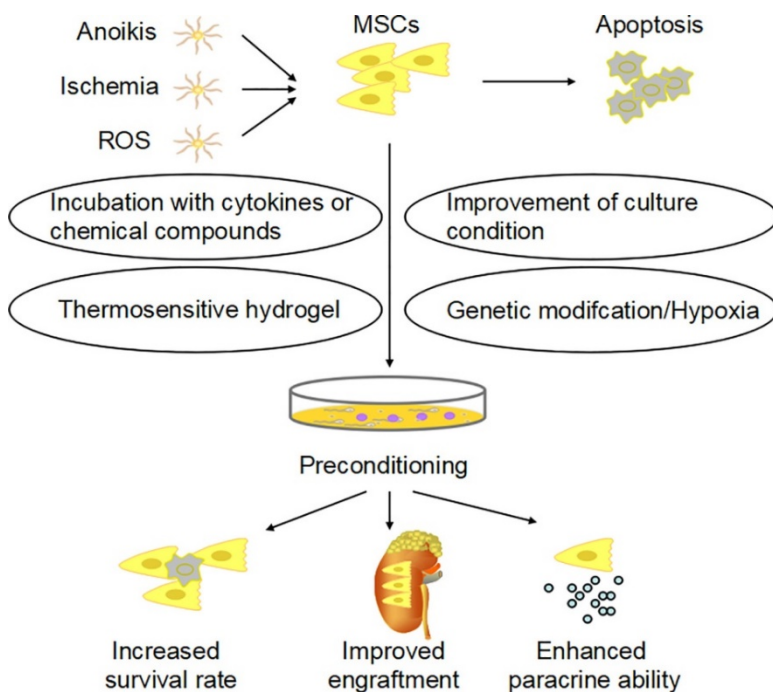 Anoikis
MSCs
Apoptosis
Ischemia
ROS
Incubation with cytokines or
chemical compounds
Improvement of culture
condition
Thermosensitive hydrogel
Genetic modifcation/Hypoxia
Preconditioning
Increased
survival rate
Improved
engraftment
Enhanced
paracrine ability